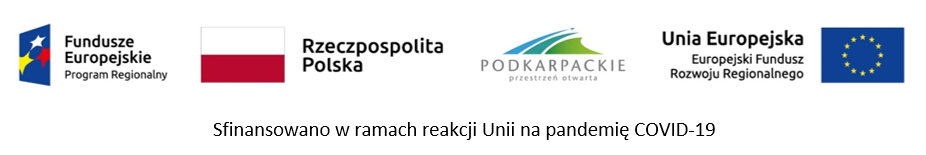 Fundusze
Europejskie
Program Regionalny
Rzeczpospolita
Polska
PODKARPACKIE
przestrzeń otwarta
Unia Europejska
Europejski Fundusz
Rozwoju Regionalnego
Sfinansowano w ramach reakcji Unii na pandemię COVID-19